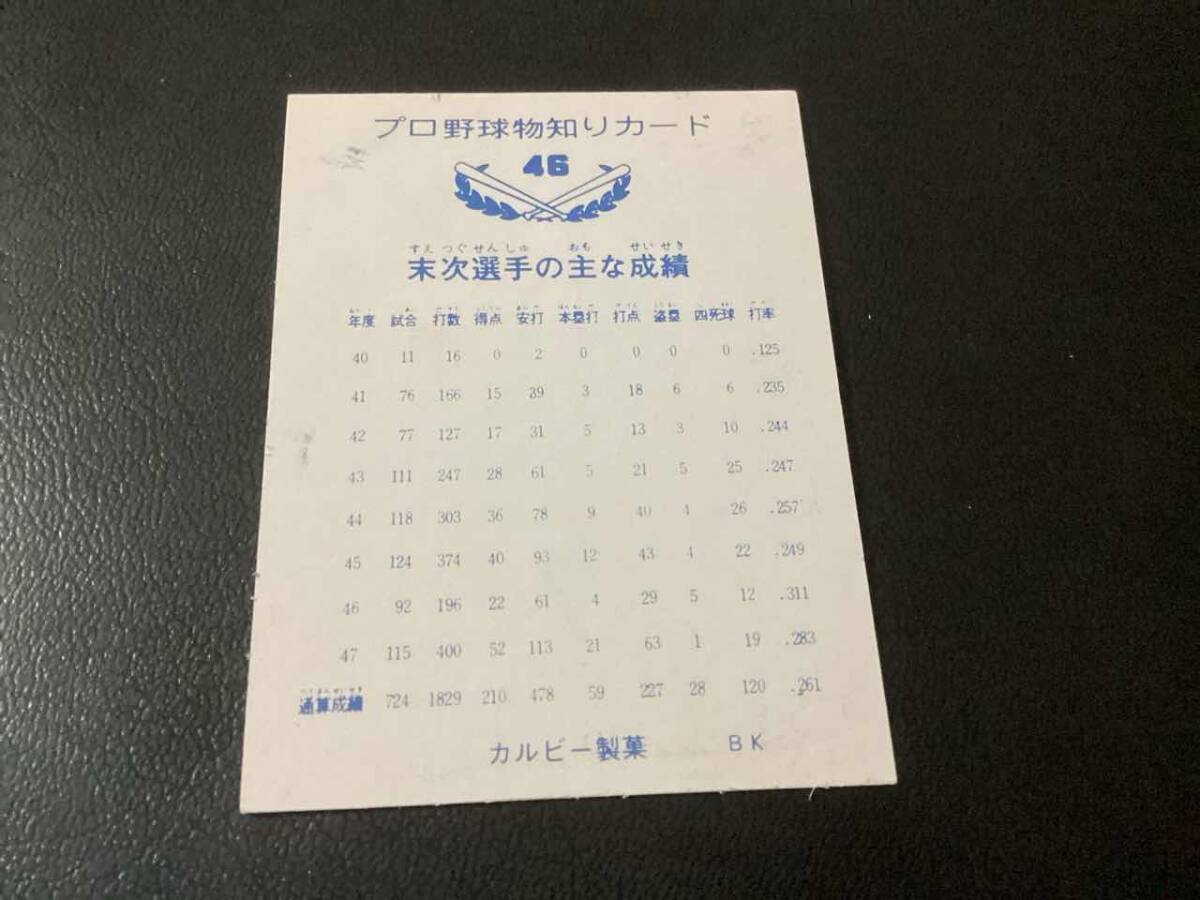 プロ野球物知りカード
46
すえつぐせんしゅ おも せいせき
末次選手の主な成績
年度 試合 打数 得点 安打 本塁打 打点 盗塁 四死球 打率
40 11 16 0 2 0 0 0 0 .125
41 76 166 15 39 3 18 6 6 .235
42 77 127 17 31 5 13 3 10 .244
43 111 247 28 61 5 21 5 25 .247
44 118 303 36 78 9 40 4 26 .257
45 124 374 40 93 12 43 4 22 .249
46 92 196 22 61 4 29 5 12 .311
47 115 400 52 113 21 63 1 19 .283
通算成績 724 1829 210 478 59 227 28 120 .261
カルビー製菓 BK